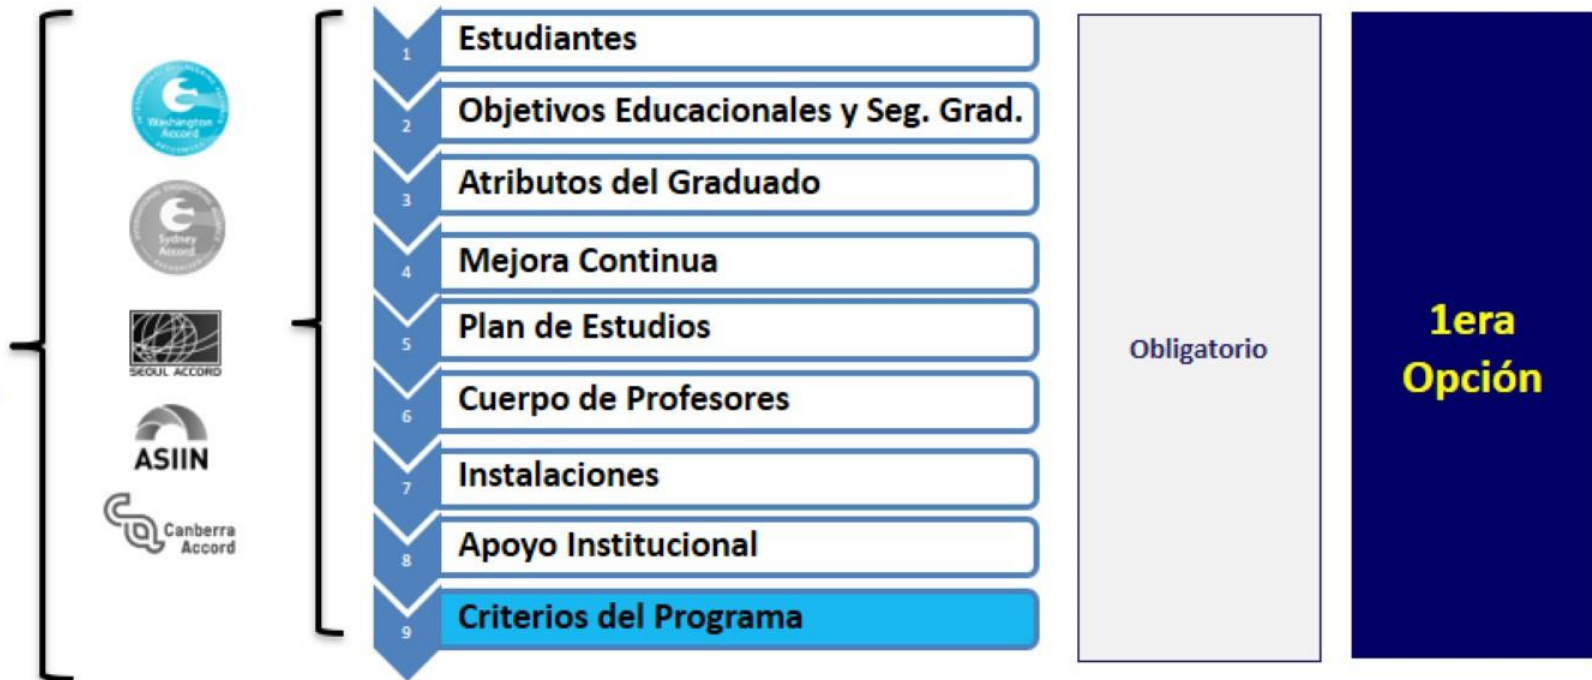 Washington
Accord
Sydney
Accord
SEOUL ACCORD
ASIIN
Canberra
Accord
1
Estudiantes
2
Objetivos Educacionales y Seg. Grad.
3
Atributos del Graduado
4
Mejora Continua
5
Plan de Estudios
6
Cuerpo de Profesores
7
Instalaciones
8
Apoyo Institucional
9
Criterios del Programa
Obligatorio
1era
Opción